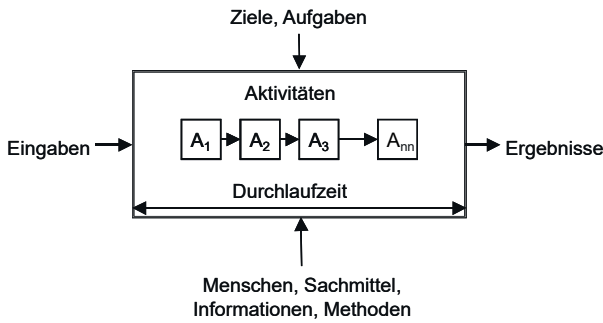 Ziele, Aufgaben
Aktivitäten
Eingaben
A1 A2 A3 Ann
Ergebnisse
Durchlaufzeit
Menschen, Sachmittel,
Informationen, Methoden